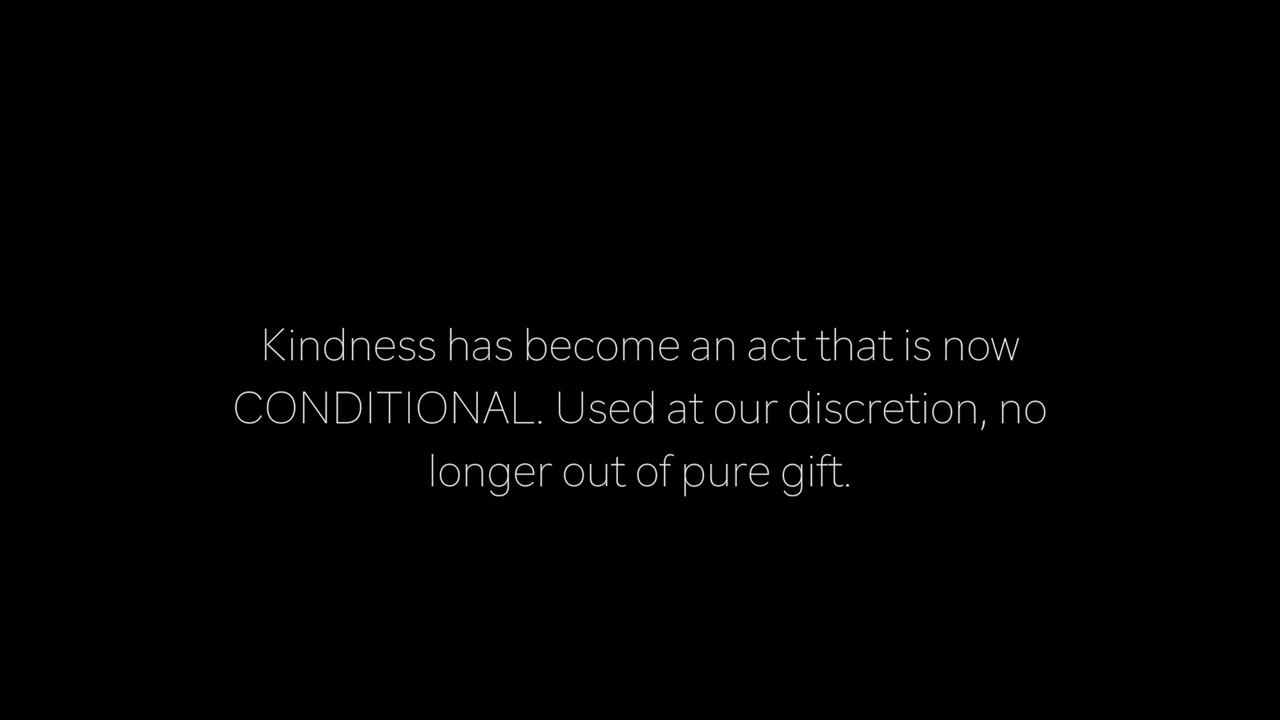 Kindness has become an act that is now
CONDITIONAL. Used at our discretion, no
longer out of pure gift.